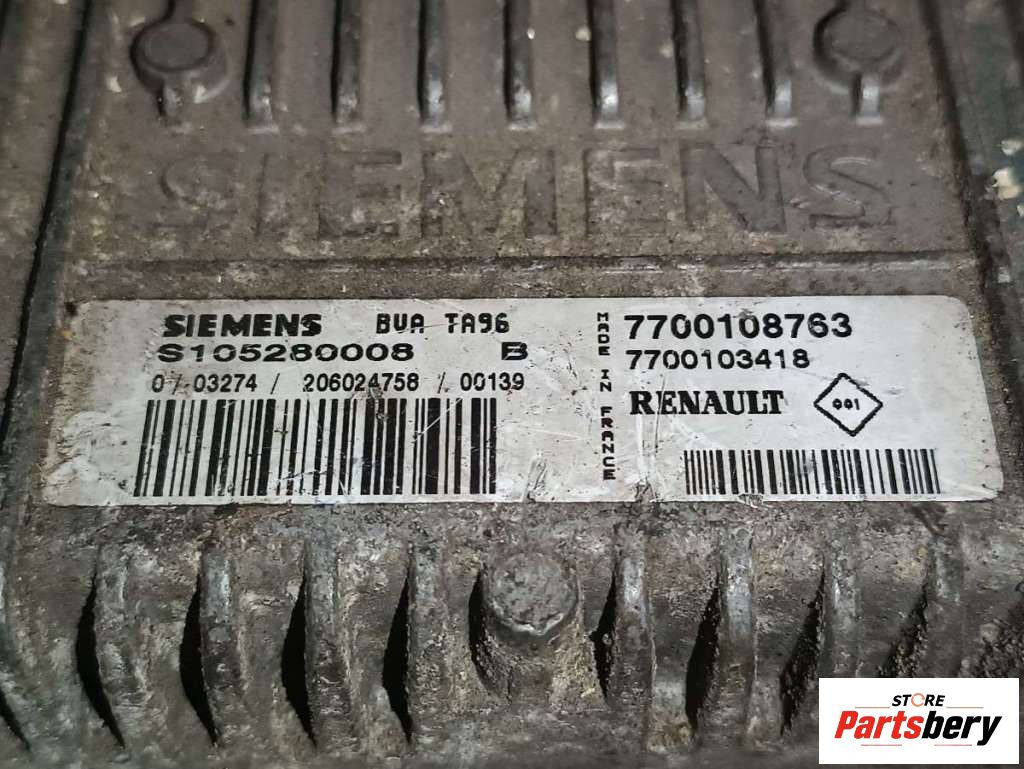 SIEMENS
SIEMENS BVA TA96
S105280008 B
0 / 03274 / 206024758 / 00139
MADE IN FRANCE
7700108763
7700103418
RENAULT 001
STORE
Partsbery